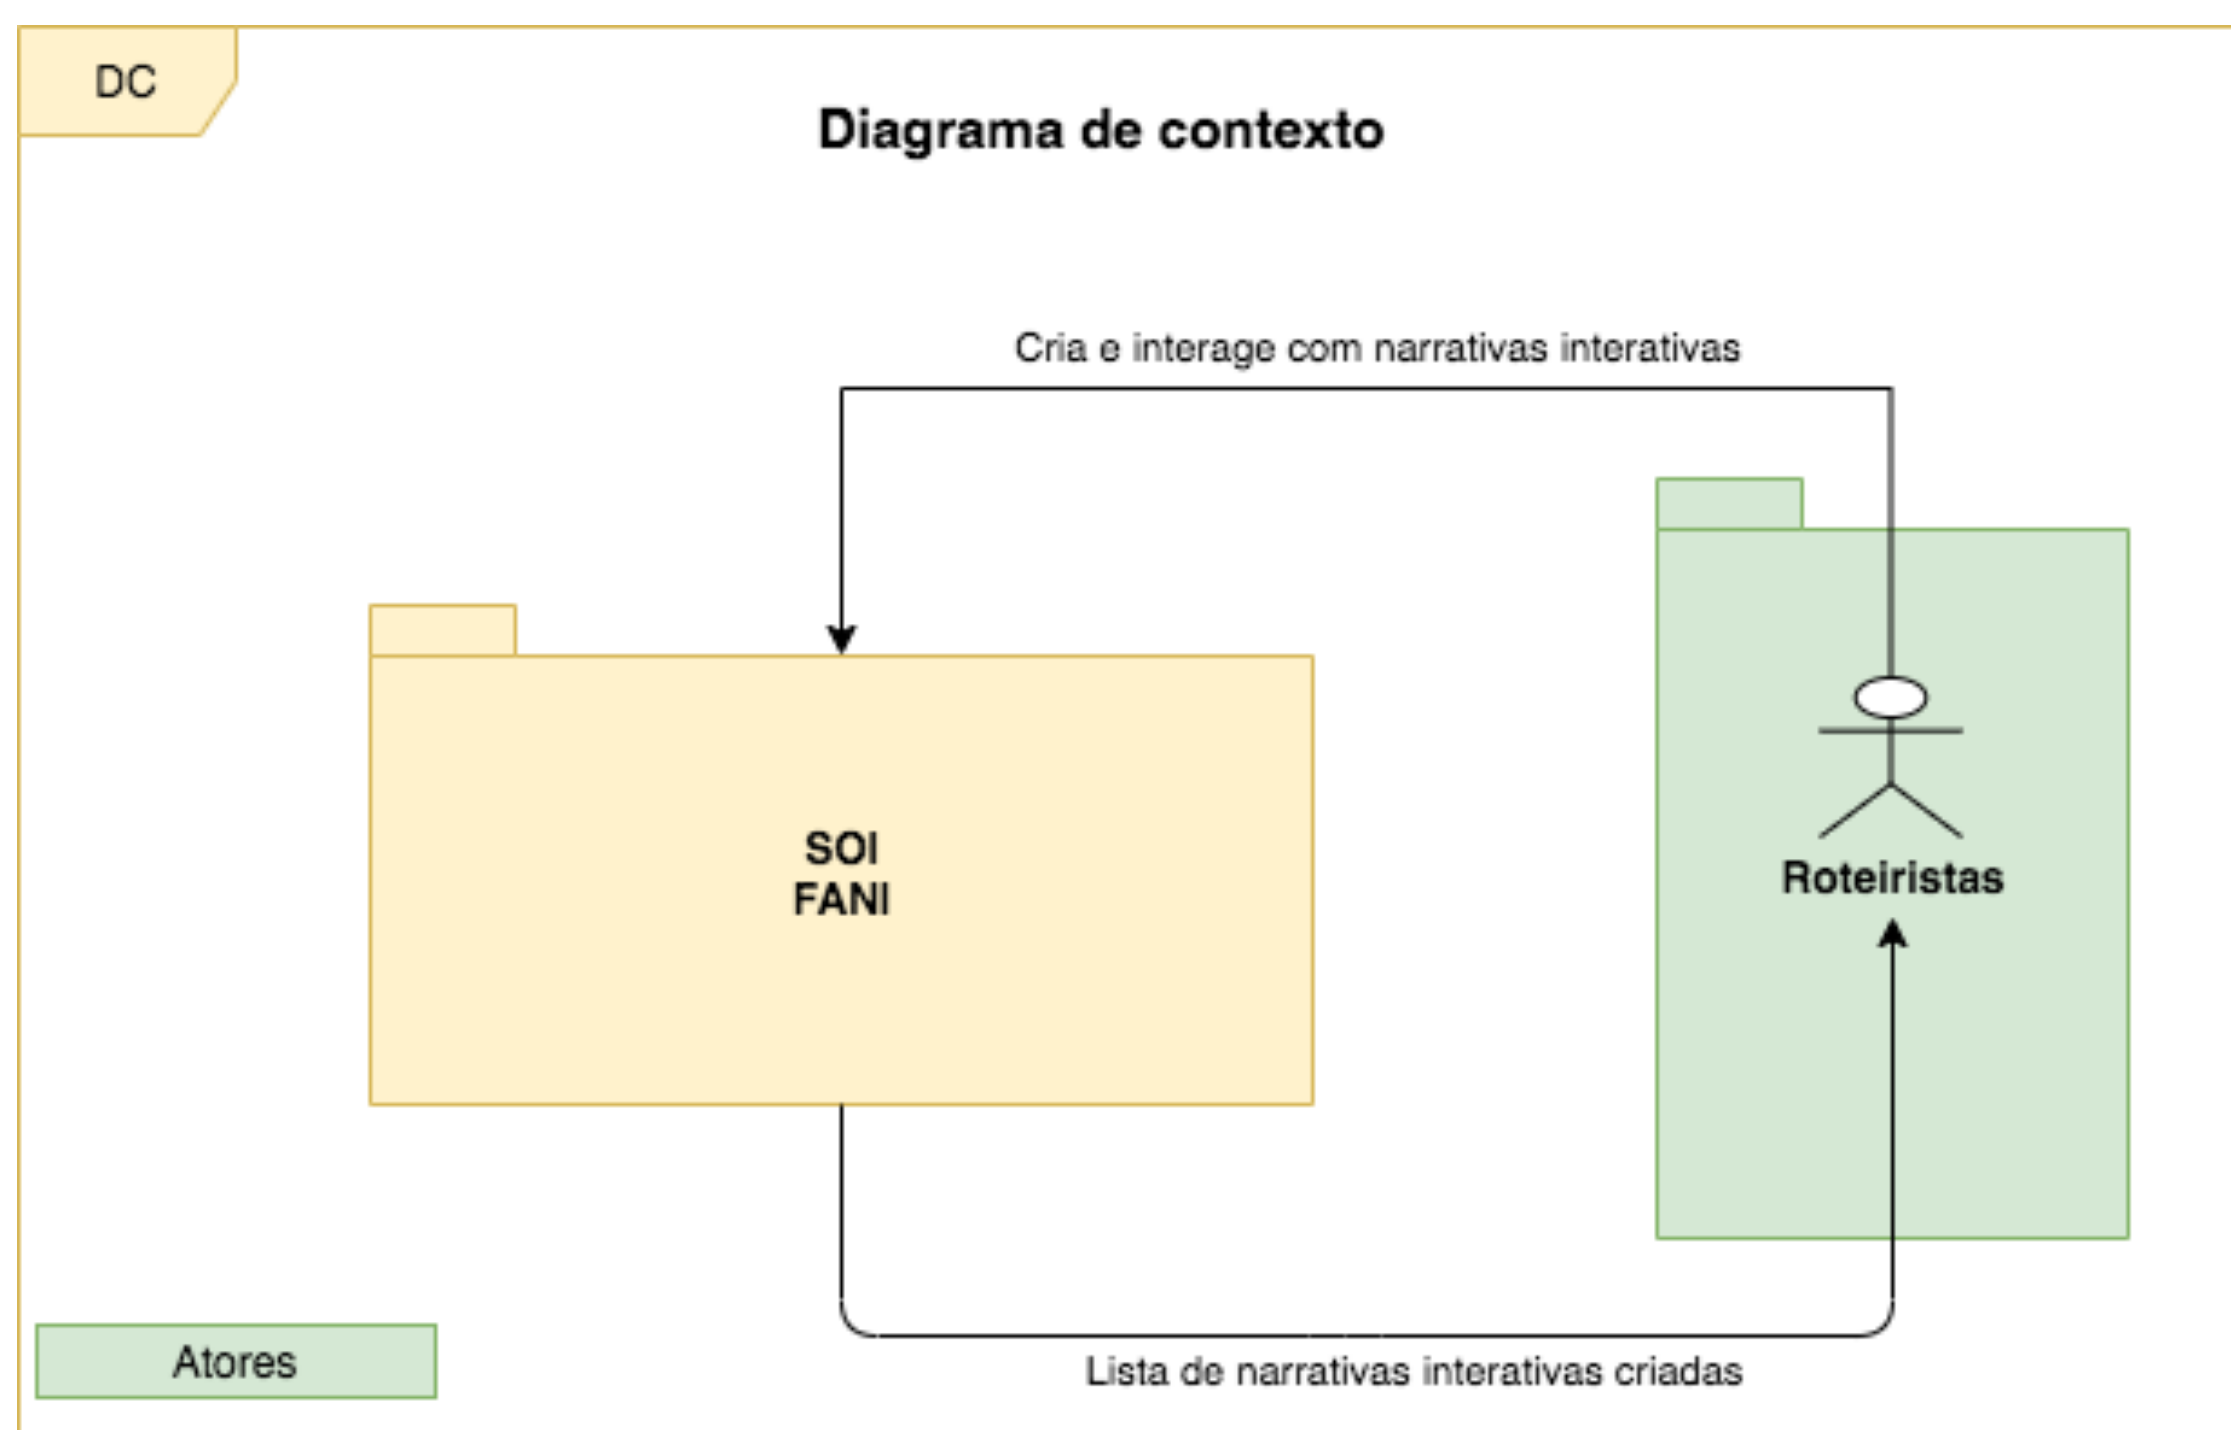 DC
Diagrama de contexto
Cria e interage com narrativas interativas
SOI
FANI
Roteiristas
Atores
Lista de narrativas interativas criadas